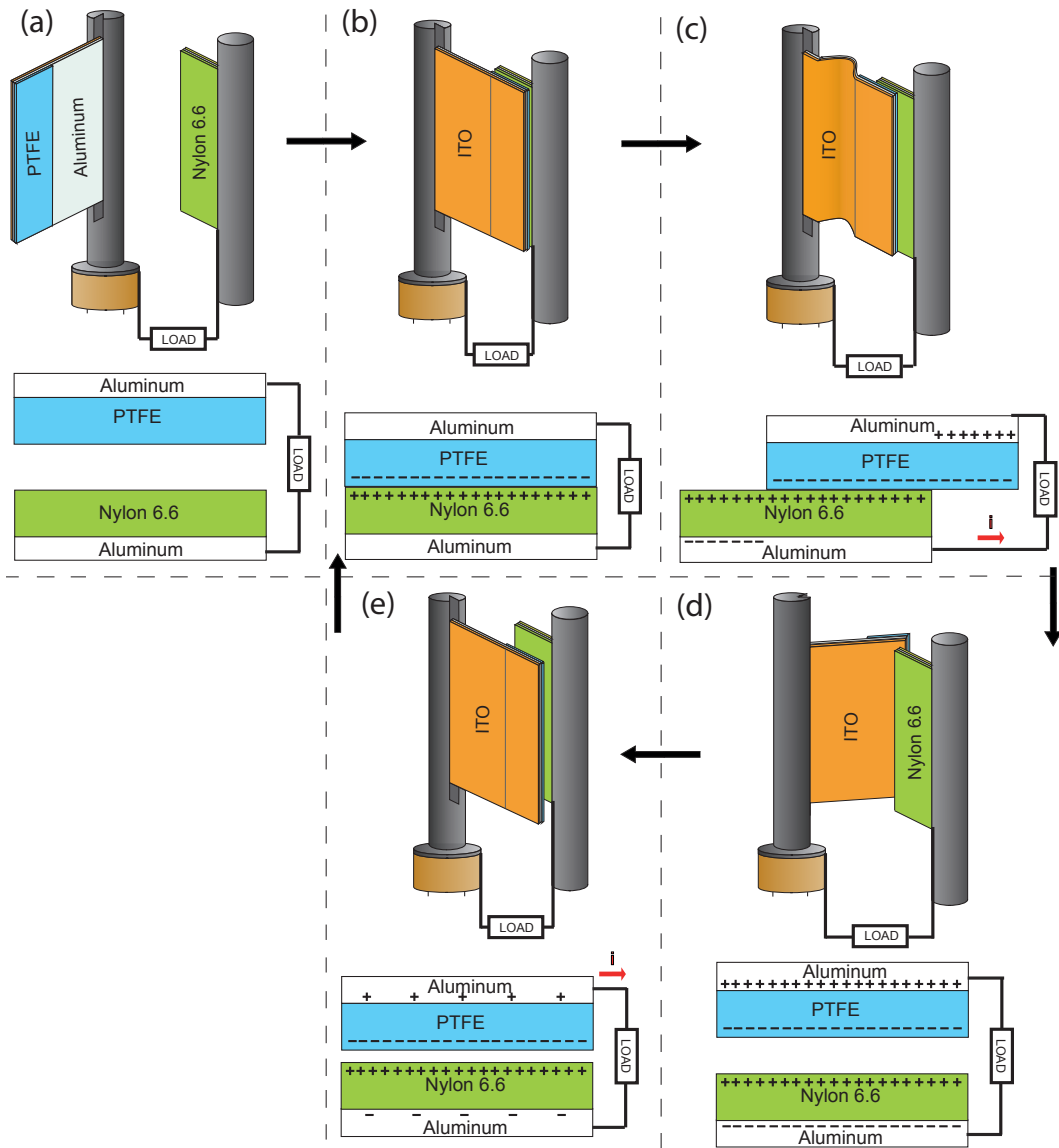 (a)
PTFE
Aluminum
Nylon 6.6
LOAD
Aluminum
PTFE
LOAD
Nylon 6.6
Aluminum
(b)
ITO
LOAD
Aluminum
PTFE
LOAD
Nylon 6.6
Aluminum
(c)
ITO
LOAD
Aluminum
+++++++
PTFE
LOAD
Nylon 6.6
i
Aluminum
(e)
ITO
LOAD
i
Aluminum
PTFE
LOAD
Nylon 6.6
Aluminum
(d)
ITO
Nylon 6.6
LOAD
Aluminum
PTFE
LOAD
Nylon 6.6
Aluminum